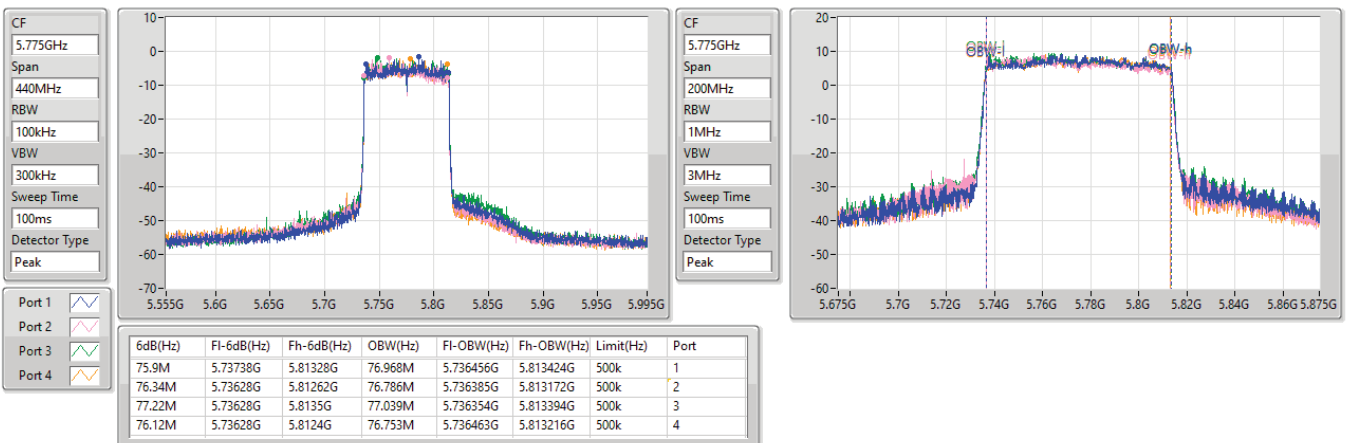 CF
5.775GHz
Span
440MHz
RBW
100kHz
VBW
300kHz
Sweep Time
100ms
Detector Type
Peak
Port 1
Port 2
Port 3
Port 4
10-
0-
-10-
-20-
-30-
-40-
-50-
-60-
-70-
5.555G 5.6G 5.65G 5.7G 5.75G 5.8G 5.85G 5.9G 5.95G 5.995G
CF
5.775GHz
Span
200MHz
RBW
1MHz
VBW
3MHz
Sweep Time
100ms
Detector Type
Peak
20-
10-
0-
-10-
-20-
-30-
-40-
-50-
-60-
OBW-l OBW-h
5.675G 5.7G 5.72G 5.74G 5.76G 5.78G 5.8G 5.82G 5.84G 5.86G 5.875G
6dB(Hz) Fl-6dB(Hz) Fh-6dB(Hz) OBW(Hz) Fl-OBW(Hz) Fh-OBW(Hz) Limit(Hz) Port
75.9M 5.73738G 5.81328G 76.968M 5.736456G 5.813424G 500k 1
76.34M 5.73628G 5.81262G 76.786M 5.736385G 5.813172G 500k 2
77.22M 5.73628G 5.8135G 77.039M 5.736354G 5.813394G 500k 3
76.12M 5.73628G 5.8124G 76.753M 5.736463G 5.813216G 500k 4